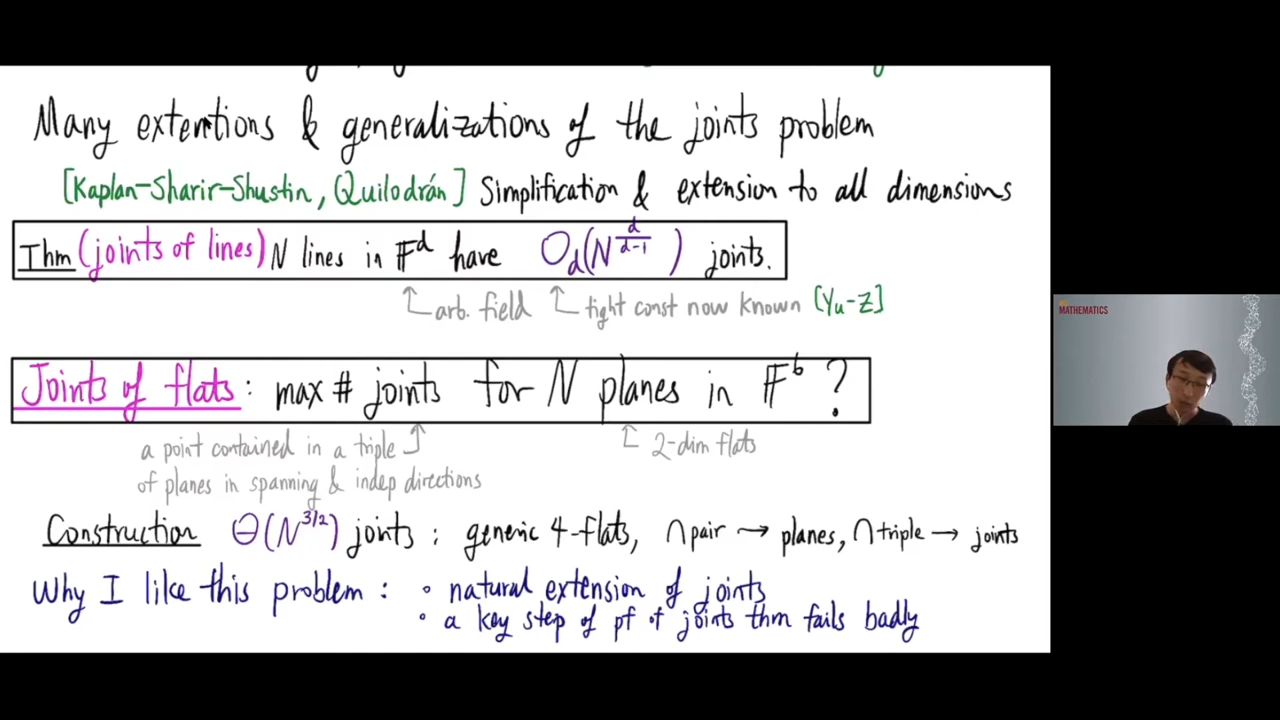 Many extentions & generalizations of the joints problem
[Kaplan-Sharir-Shustin, Quilodrán] Simplification & extension to all dimensions
Thm (joints of lines) N lines in 𝔽^d have O_d(N^{d/(d-1)}) joints.
↑ arb. field ↑ tight const now known [Yu-Z]
Joints of flats: max # joints for N planes in 𝔽^6 ?
a point contained in a triple ↑ 2-dim flats
of planes in spanning & indep directions
Construction Θ(N^{3/2}) joints : generic 4-flats, ∩pair → planes, ∩triple → joints
Why I like this problem : • natural extension of joints
• a key step of pf of joints thm fails badly
MATHEMATICS